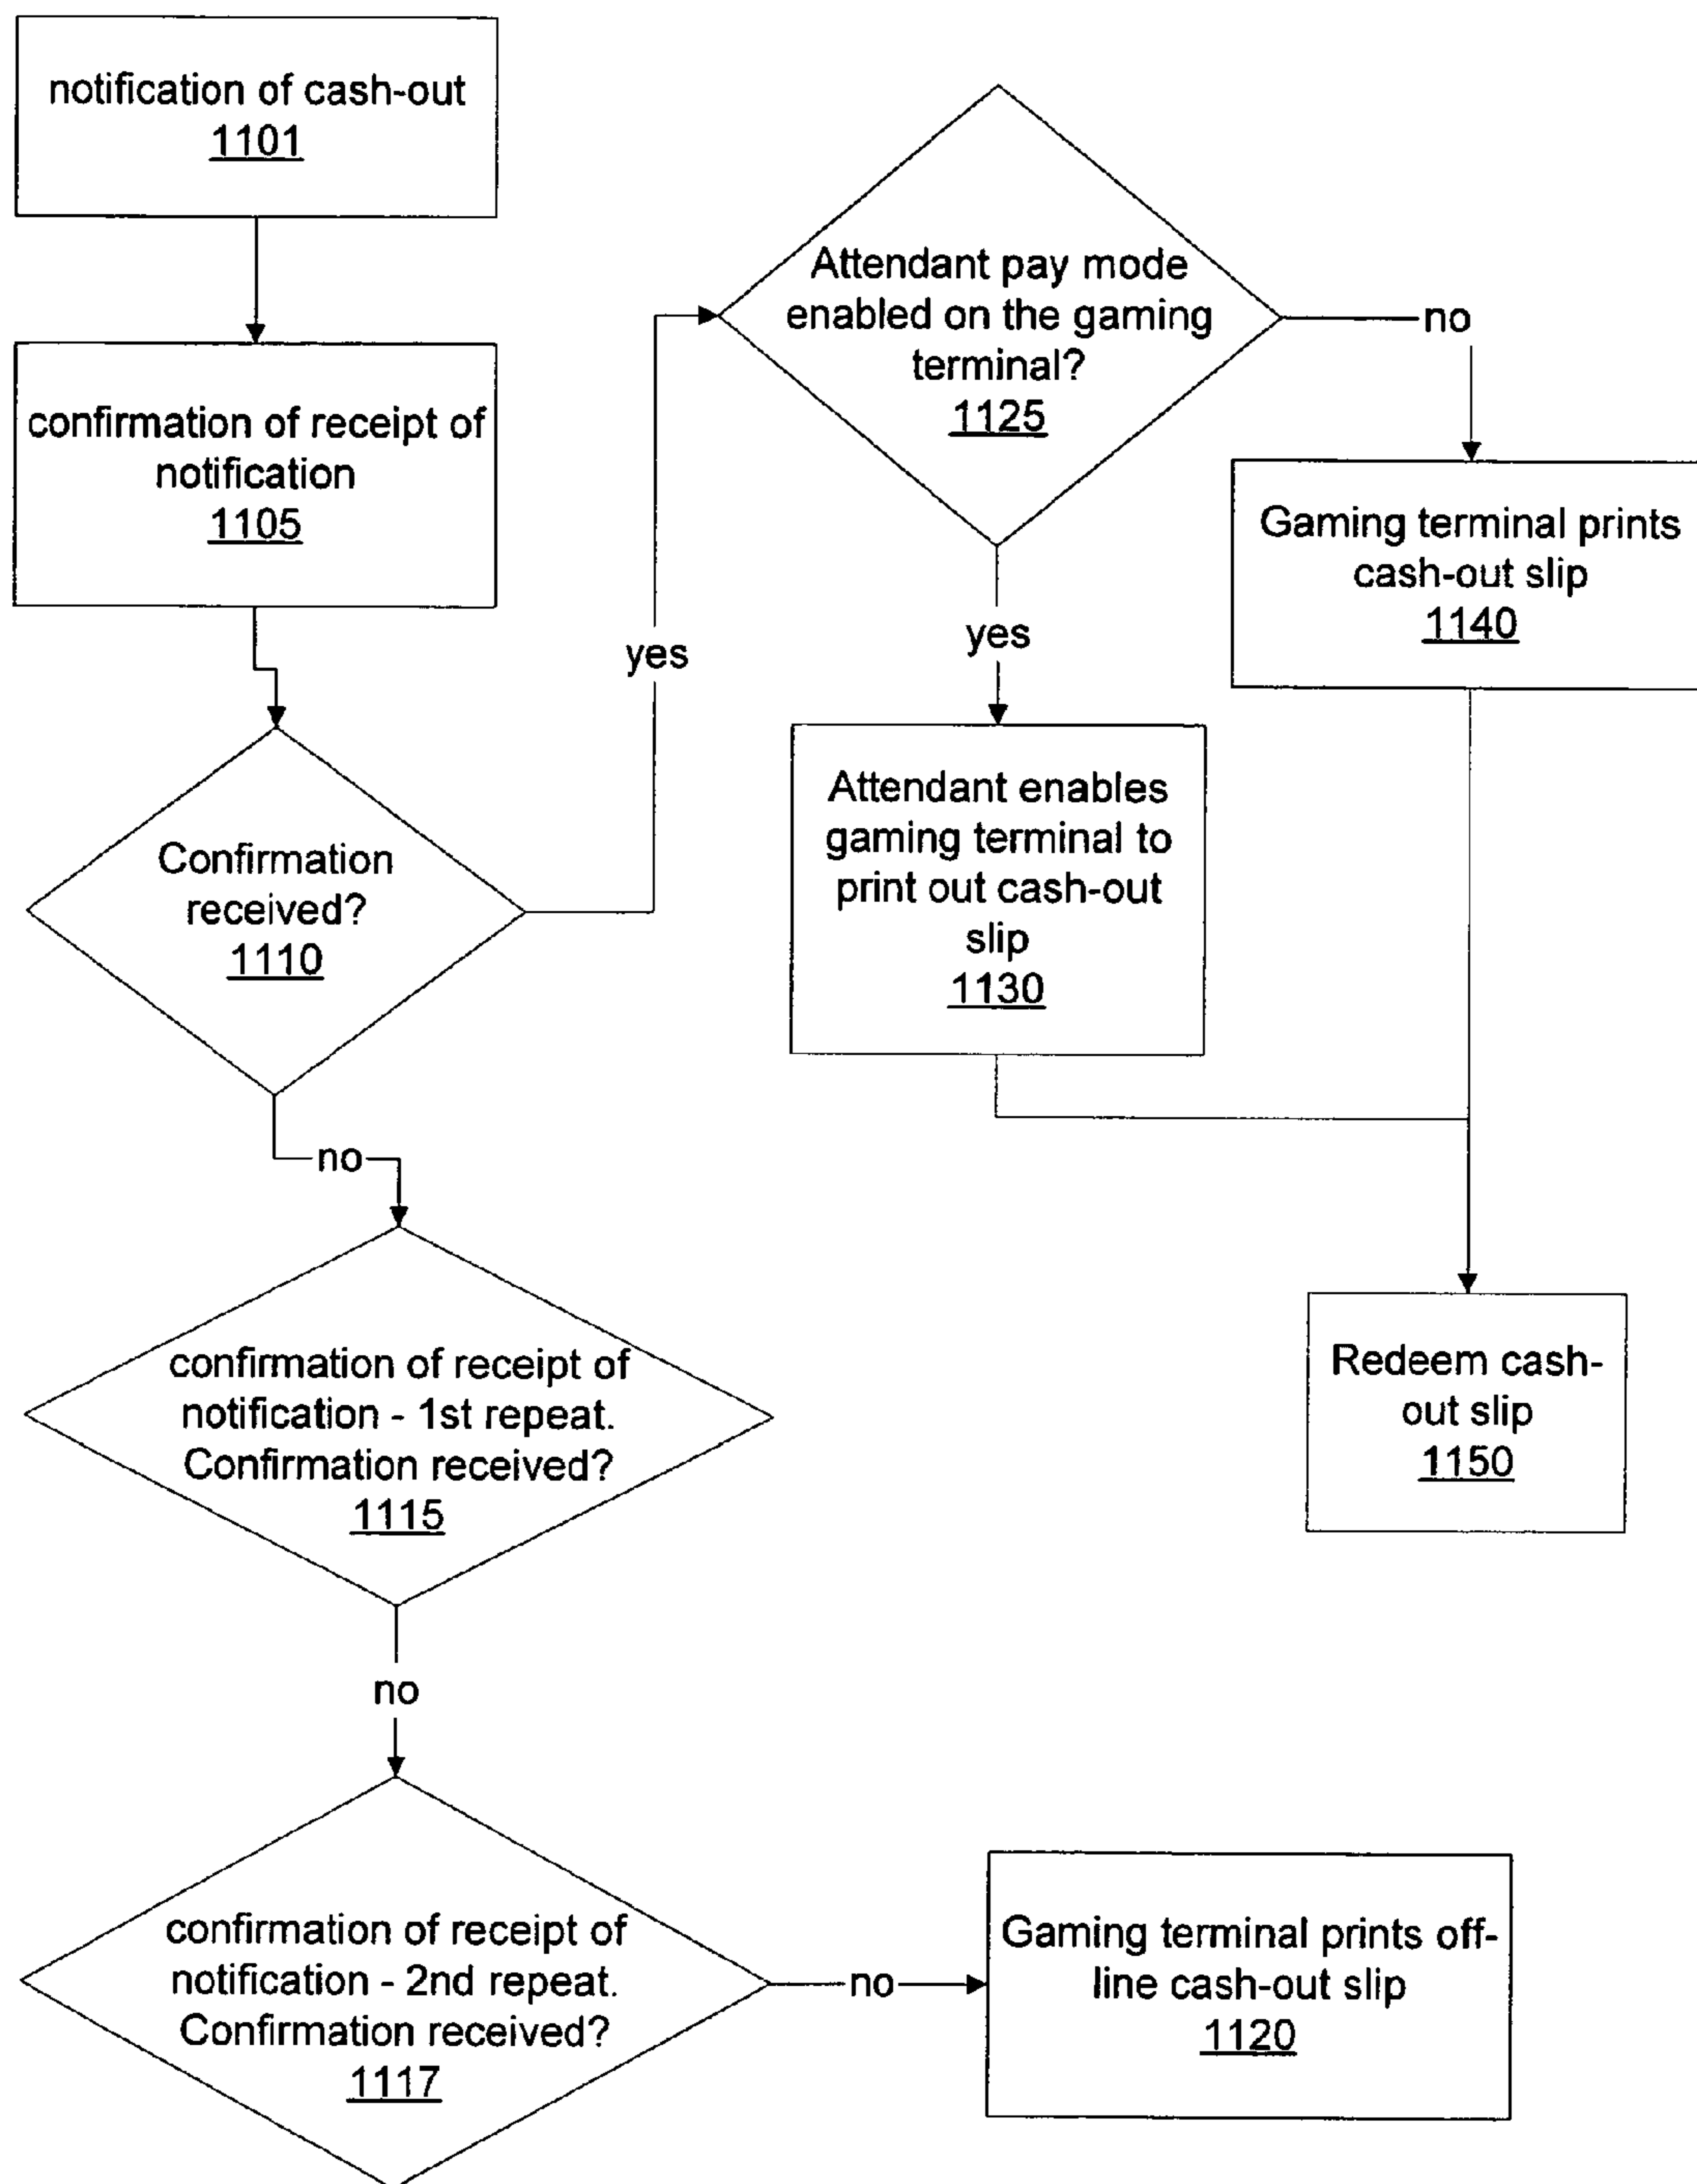 notification of cash-out
1101
confirmation of receipt of
notification
1105
Confirmation
received?
1110
yes
no
confirmation of receipt of
notification - 1st repeat.
Confirmation received?
1115
no
confirmation of receipt of
notification - 2nd repeat.
Confirmation received?
1117
no
Gaming terminal prints off-
line cash-out slip
1120
Attendant pay mode
enabled on the gaming
terminal?
1125
no
yes
Gaming terminal prints
cash-out slip
1140
Attendant enables
gaming terminal to
print out cash-out
slip
1130
Redeem cash-
out slip
1150